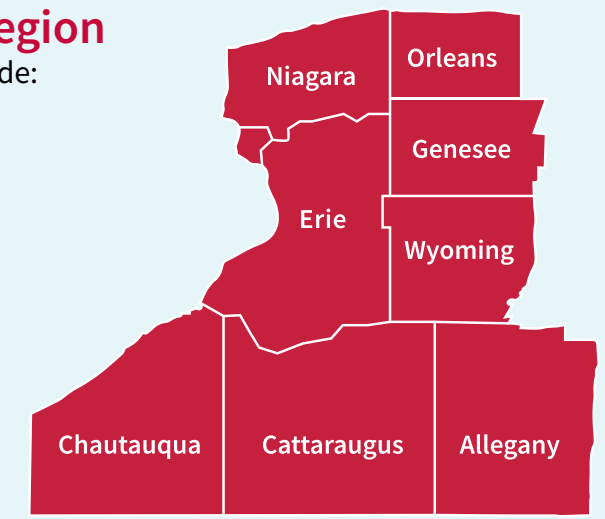 egion
de:
Orleans
Niagara
Genesee
Erie
Wyoming
Chautauqua
Cattaraugus
Allegany